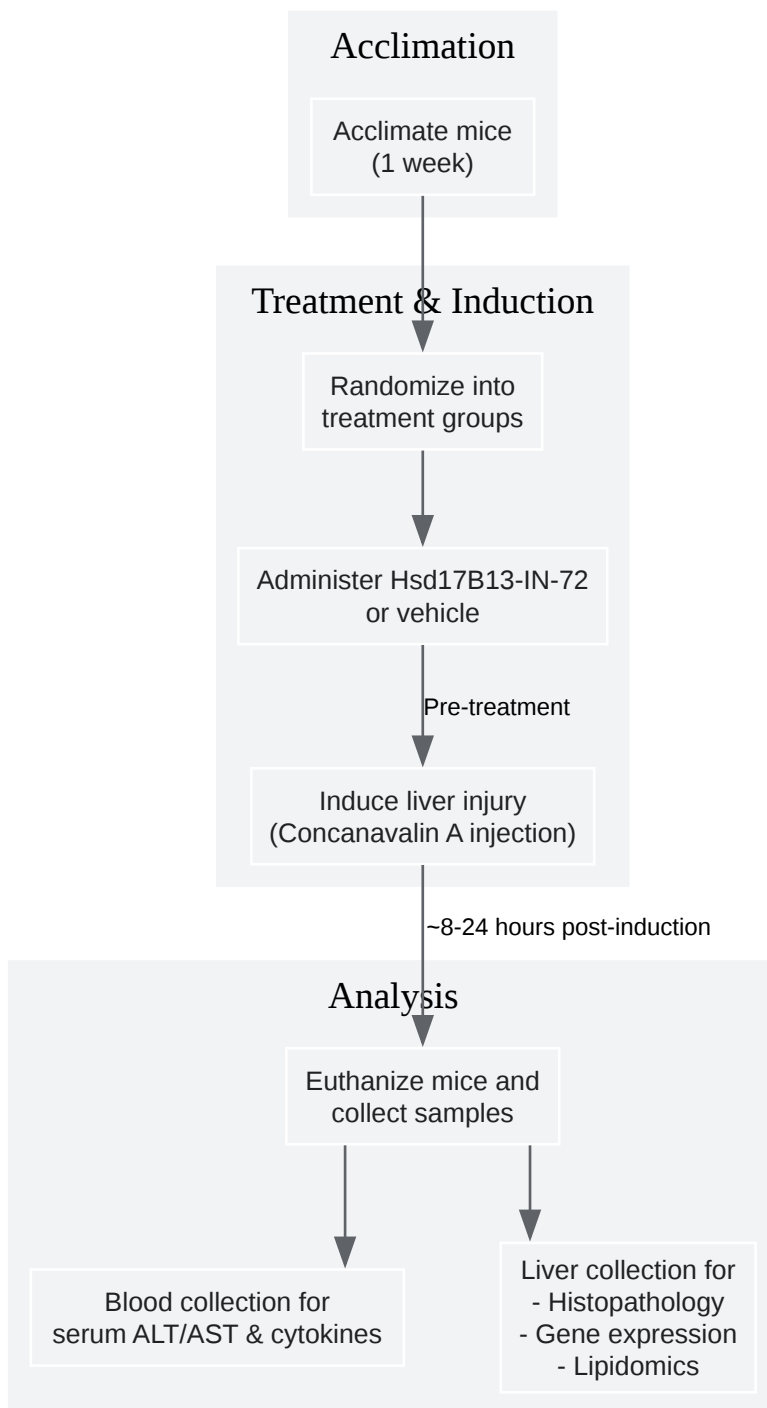 Acclimation
Acclimate mice
(1 week)
Treatment & Induction
Randomize into
treatment groups
Administer Hsd17B13-IN-72
or vehicle
Pre-treatment
Induce liver injury
(Concanavalin A injection)
~8-24 hours post-induction
Analysis
Euthanize mice and
collect samples
Blood collection for
serum ALT/AST & cytokines
Liver collection for
- Histopathology
- Gene expression
- Lipidomics